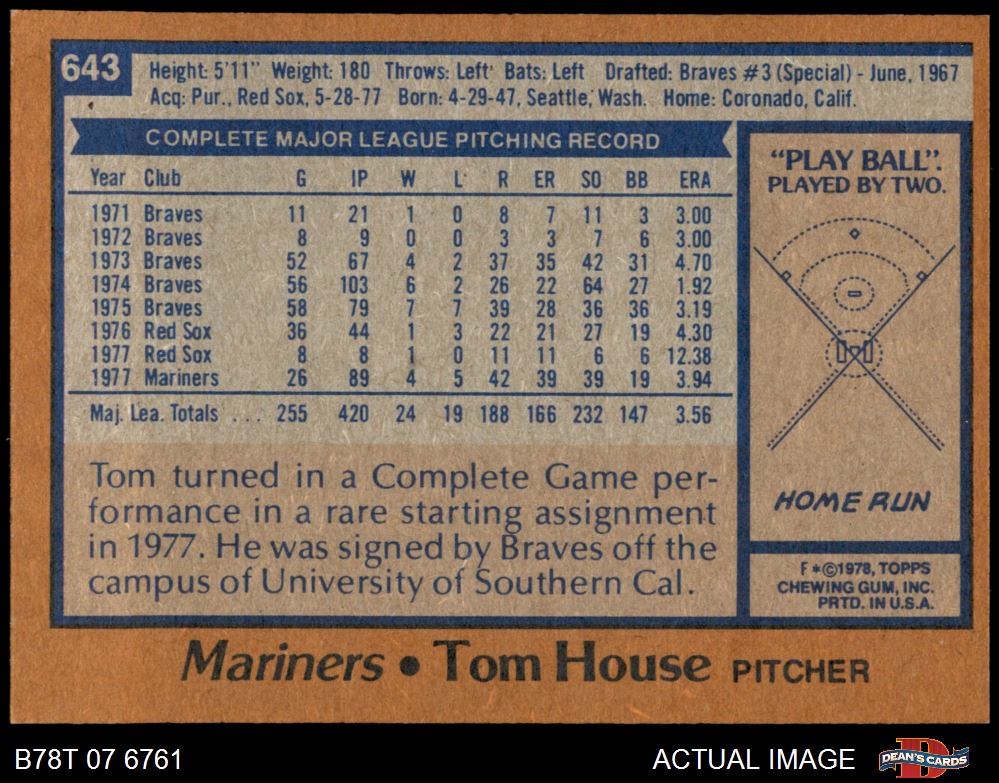 643
Height: 5'11" Weight: 180 Throws: Left Bats: Left Drafted: Braves #3 (Special) - June, 1967
Acq: Pur., Red Sox, 5-28-77 Born: 4-29-47, Seattle, Wash. Home: Coronado, Calif.
COMPLETE MAJOR LEAGUE PITCHING RECORD
Year Club G IP W L R ER SO BB ERA
1971 Braves 11 21 1 0 8 7 11 3 3.00
1972 Braves 8 9 0 0 3 3 7 6 3.00
1973 Braves 52 67 4 2 37 35 42 31 4.70
1974 Braves 56 103 6 2 26 22 64 27 1.92
1975 Braves 58 79 7 7 39 28 36 36 3.19
1976 Red Sox 36 44 1 3 22 21 27 19 4.30
1977 Red Sox 8 8 1 0 11 11 6 6 12.38
1977 Mariners 26 89 4 5 42 39 39 19 3.94
Maj. Lea. Totals . . . 255 420 24 19 188 166 232 147 3.56
Tom turned in a Complete Game per-
formance in a rare starting assignment
in 1977. He was signed by Braves off the
campus of University of Southern Cal.
"PLAY BALL".
PLAYED BY TWO.
HOME RUN
F*©1978, TOPPS
CHEWING GUM, INC.
PRTD. IN U.S.A.
Mariners • Tom House PITCHER
B78T 07 6761
ACTUAL IMAGE
DEAN'S CARDS